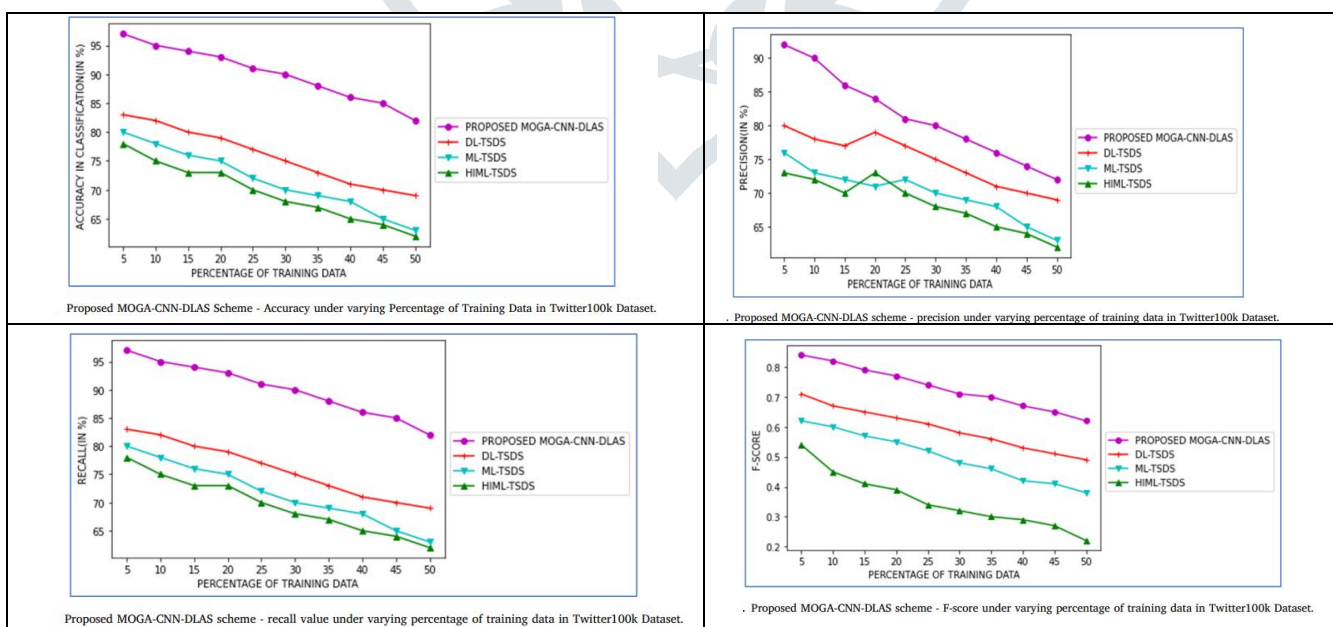 ACCURACY IN CLASSIFICATION(IN %)
95
90
85
80
75
70
65
5 10 15 20 25 30 35 40 45 50
PERCENTAGE OF TRAINING DATA
PROPOSED MOGA-CNN-DLAS
DL-TSDS
ML-TSDS
HIML-TSDS
Proposed MOGA-CNN-DLAS Scheme - Accuracy under varying Percentage of Training Data in Twitter100k Dataset.
PRECISION(IN %)
90
85
80
75
70
65
5 10 15 20 25 30 35 40 45 50
PERCENTAGE OF TRAINING DATA
PROPOSED MOGA-CNN-DLAS
DL-TSDS
ML-TSDS
HIML-TSDS
. Proposed MOGA-CNN-DLAS scheme - precision under varying percentage of training data in Twitter100k Dataset.
RECALL(IN %)
95
90
85
80
75
70
65
5 10 15 20 25 30 35 40 45 50
PERCENTAGE OF TRAINING DATA
PROPOSED MOGA-CNN-DLAS
DL-TSDS
ML-TSDS
HIML-TSDS
Proposed MOGA-CNN-DLAS scheme - recall value under varying percentage of training data in Twitter100k Dataset.
F-SCORE
0.8
0.7
0.6
0.5
0.4
0.3
0.2
5 10 15 20 25 30 35 40 45 50
PERCENTAGE OF TRAINING DATA
PROPOSED MOGA-CNN-DLAS
DL-TSDS
ML-TSDS
HIML-TSDS
. Proposed MOGA-CNN-DLAS scheme - F-score under varying percentage of training data in Twitter100k Dataset.